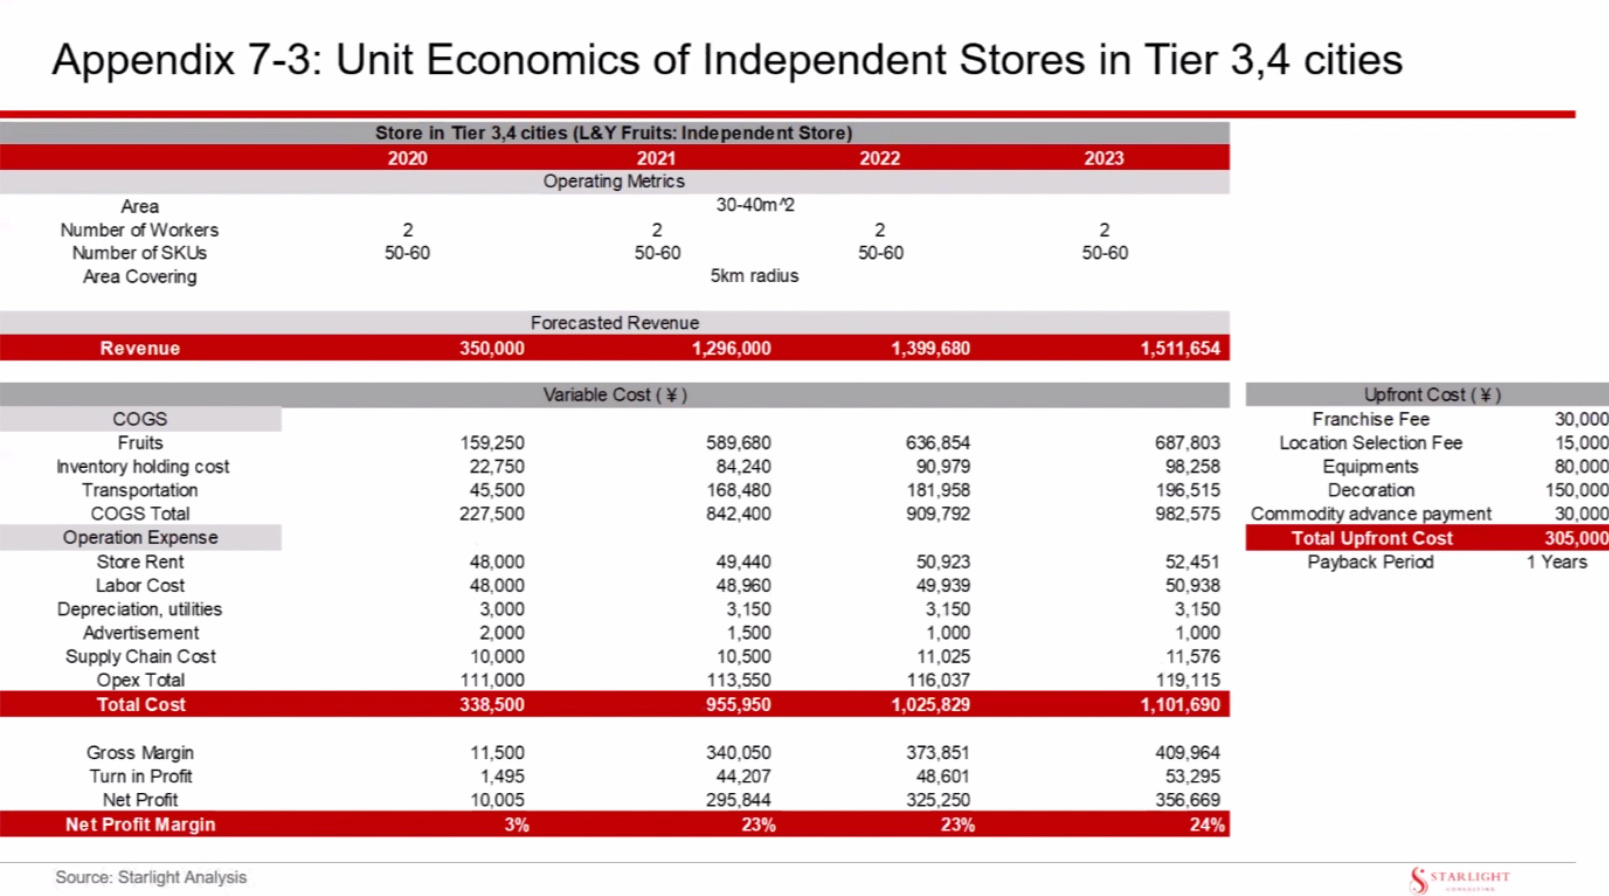 Appendix 7-3: Unit Economics of Independent Stores in Tier 3,4 cities
Store in Tier 3,4 cities (L&Y Fruits: Independent Store)
2020 2021 2022 2023
Operating Metrics
Area 30-40m^2
Number of Workers 2 2 2 2
Number of SKUs 50-60 50-60 50-60 50-60
Area Covering 5km radius
Forecasted Revenue
Revenue 350,000 1,296,000 1,399,680 1,511,654
Variable Cost (¥)
COGS
Fruits 159,250 589,680 636,854 687,803
Inventory holding cost 22,750 84,240 90,979 98,258
Transportation 45,500 168,480 181,958 196,515
COGS Total 227,500 842,400 909,792 982,575
Operation Expense
Store Rent 48,000 49,440 50,923 52,451
Labor Cost 48,000 48,960 49,939 50,938
Depreciation, utilities 3,000 3,150 3,150 3,150
Advertisement 2,000 1,500 1,000 1,000
Supply Chain Cost 10,000 10,500 11,025 11,576
Opex Total 111,000 113,550 116,037 119,115
Total Cost 338,500 955,950 1,025,829 1,101,690
Gross Margin 11,500 340,050 373,851 409,964
Turn in Profit 1,495 44,207 48,601 53,295
Net Profit 10,005 295,844 325,250 356,669
Net Profit Margin 3% 23% 23% 24%
Upfront Cost (¥)
Franchise Fee 30,000
Location Selection Fee 15,000
Equipments 80,000
Decoration 150,000
Commodity advance payment 30,000
Total Upfront Cost 305,000
Payback Period 1 Years
Source: Starlight Analysis
STARLIGHT
CONSULTING